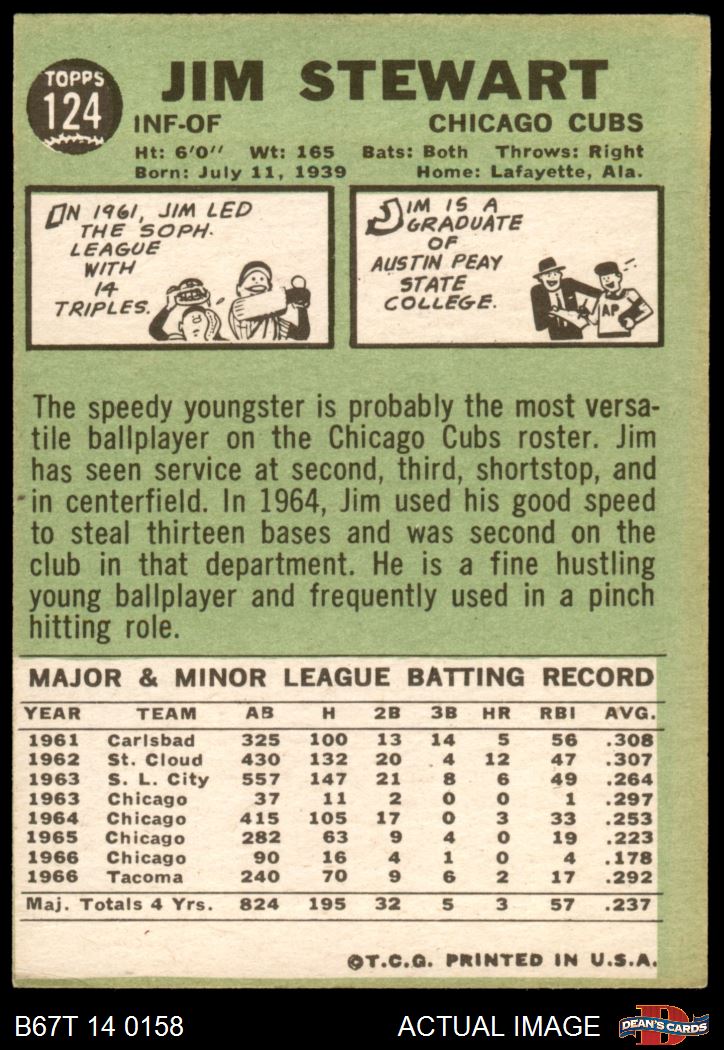 TOPPS
124
JIM STEWART
INF-OF CHICAGO CUBS
Ht: 6'0" Wt: 165 Bats: Both Throws: Right
Born: July 11, 1939 Home: Lafayette, Ala.
IN 1961, JIM LED
THE SOPH.
LEAGUE
WITH
14
TRIPLES.
JIM IS A
GRADUATE
OF
AUSTIN PEAY
STATE
COLLEGE.
AP
The speedy youngster is probably the most versa-
tile ballplayer on the Chicago Cubs roster. Jim
has seen service at second, third, shortstop, and
in centerfield. In 1964, Jim used his good speed
to steal thirteen bases and was second on the
club in that department. He is a fine hustling
young ballplayer and frequently used in a pinch
hitting role.
MAJOR & MINOR LEAGUE BATTING RECORD
YEAR TEAM AB H 2B 3B HR RBI AVG.
1961 Carlsbad 325 100 13 14 5 56 .308
1962 St. Cloud 430 132 20 4 12 47 .307
1963 S. L. City 557 147 21 8 6 49 .264
1963 Chicago 37 11 2 0 0 1 .297
1964 Chicago 415 105 17 0 3 33 .253
1965 Chicago 282 63 9 4 0 19 .223
1966 Chicago 90 16 4 1 0 4 .178
1966 Tacoma 240 70 9 6 2 17 .292
Maj. Totals 4 Yrs. 824 195 32 5 3 57 .237
©T.C.G. PRINTED IN U.S.A.
B67T 14 0158 ACTUAL IMAGE
D
DEAN'S CARDS